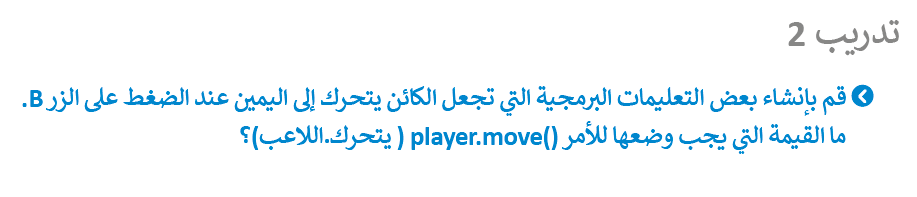 تدريب 2
قم بإنشاء بعض التعليمات البرمجية التي تجعل الكائن يتحرك إلى اليمين عند الضغط على الزر B.
ما القيمة التي يجب وضعها للأمر player.move() ( يتحرك.اللاعب)؟